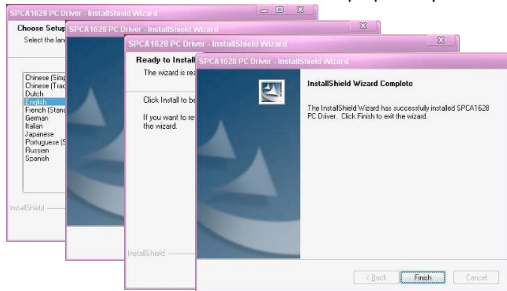 SPCA1628 PC Driver - InstallShield Wizard
Choose Setup
Select the lan
Chinese (Simp
Chinese (Trad
Dutch
English
French (Stand
German
Italian
Japanese
Portuguese (S
Russian
Spanish
InstallShield
SPCA1628 PC Driver - InstallShield Wizard
SPCA1628 PC Driver - InstallShield Wizard
Ready to Install
The wizard is rea
Click Install to be
If you want to re
the wizard.
InstallShield
SPCA1628 PC Driver - InstallShield Wizard
InstallShield Wizard Complete
The InstallShield Wizard has successfully installed SPCA1628
PC Driver. Click Finish to exit the wizard.
< Back
Finish
Cancel